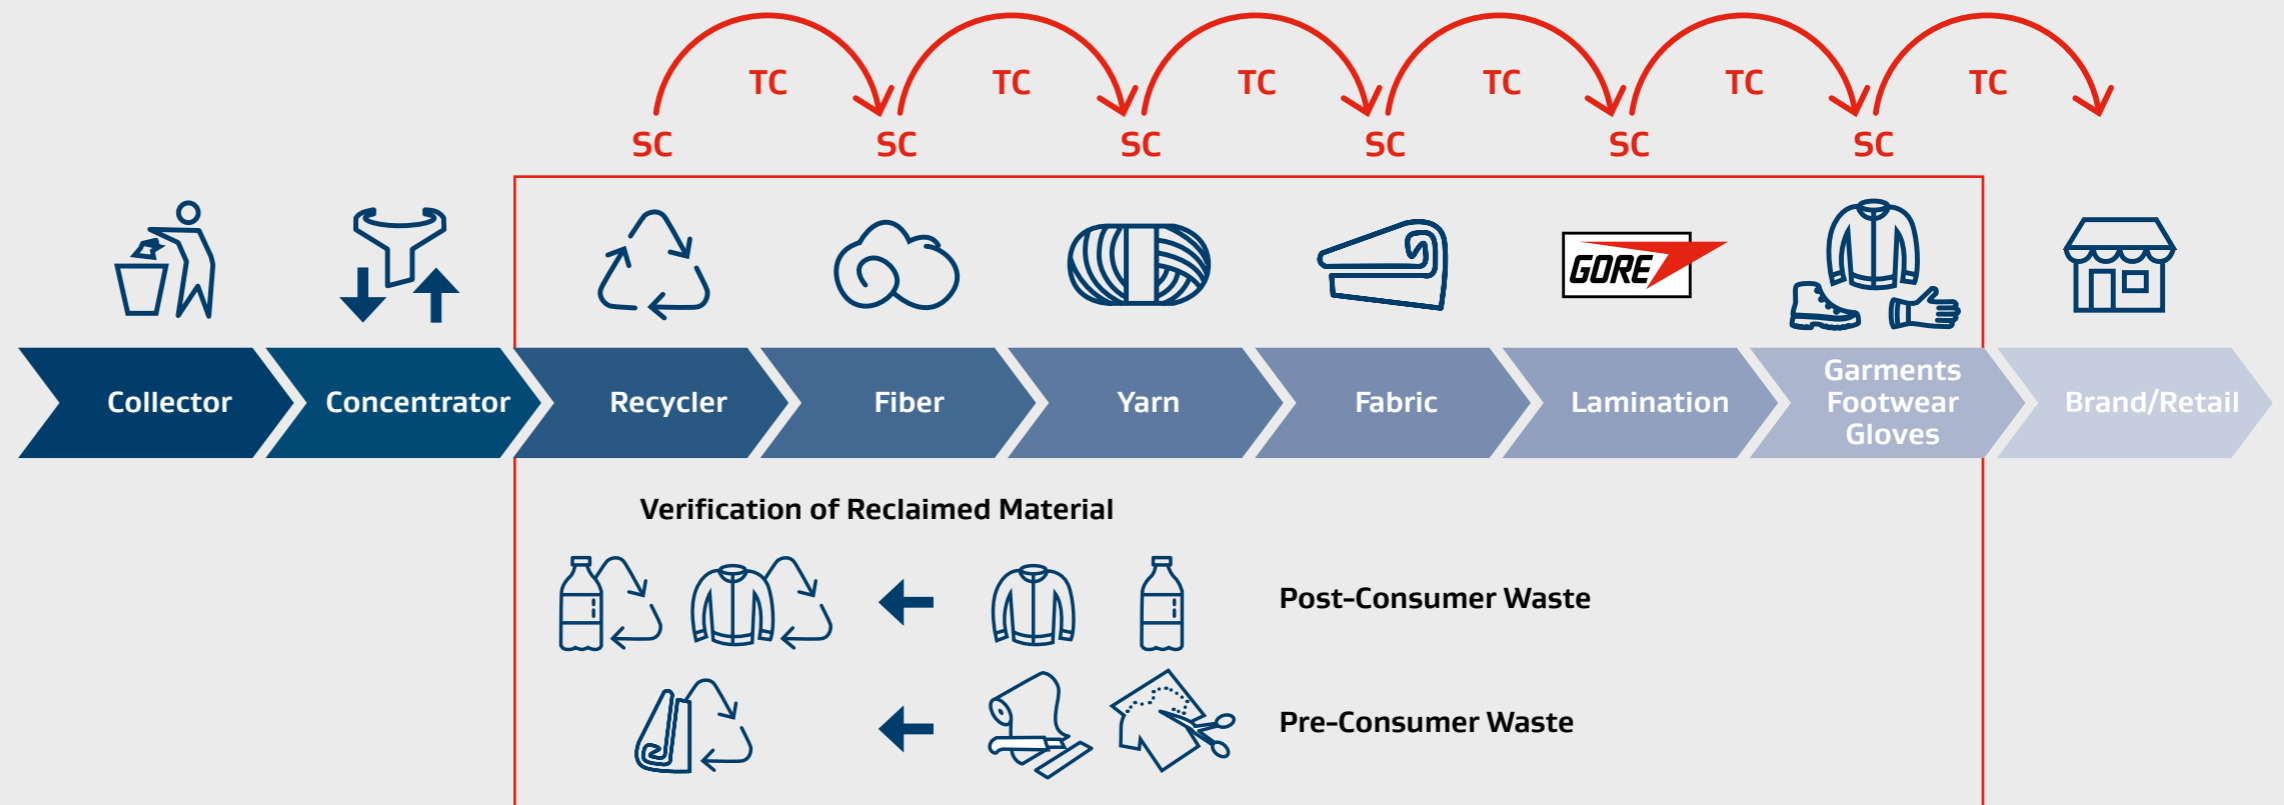 TC TC TC TC TC TC
SC SC SC SC SC SC
GORE
Collector Concentrator Recycler Fiber Yarn Fabric Lamination Garments Brand/Retail
Footwear
Gloves
Verification of Reclaimed Material
Post-Consumer Waste
Pre-Consumer Waste